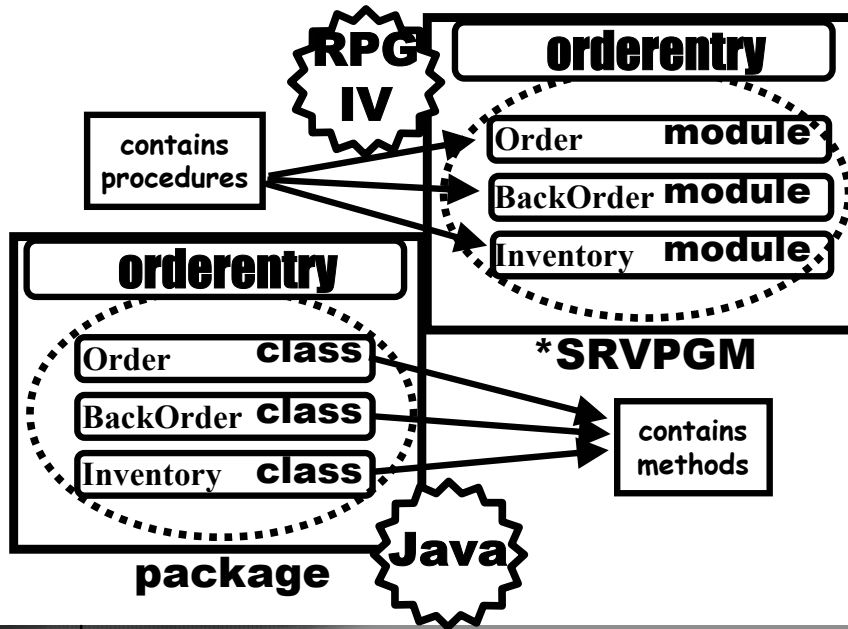 RPG
IV
orderentry
contains
procedures
Order module
BackOrder module
Inventory module
*SRVPGM
orderentry
Order class
BackOrder class
Inventory class
package
contains
methods
Java